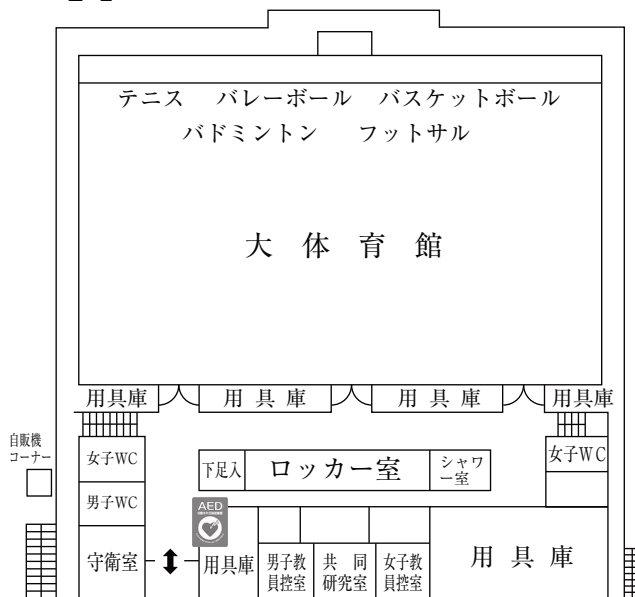 テニス　バレーボール　バスケットボール
バドミントン　フットサル
大 体 育 館
用具庫
用 具 庫
用 具 庫
用具庫
自販機
コーナー
女子WC
下足入
ロッカー室
シャワ
ー室
女子WC
男子WC
AED
守衛室
用具庫
男子教
員控室
共 同
研究室
女子教
員控室
用 具 庫